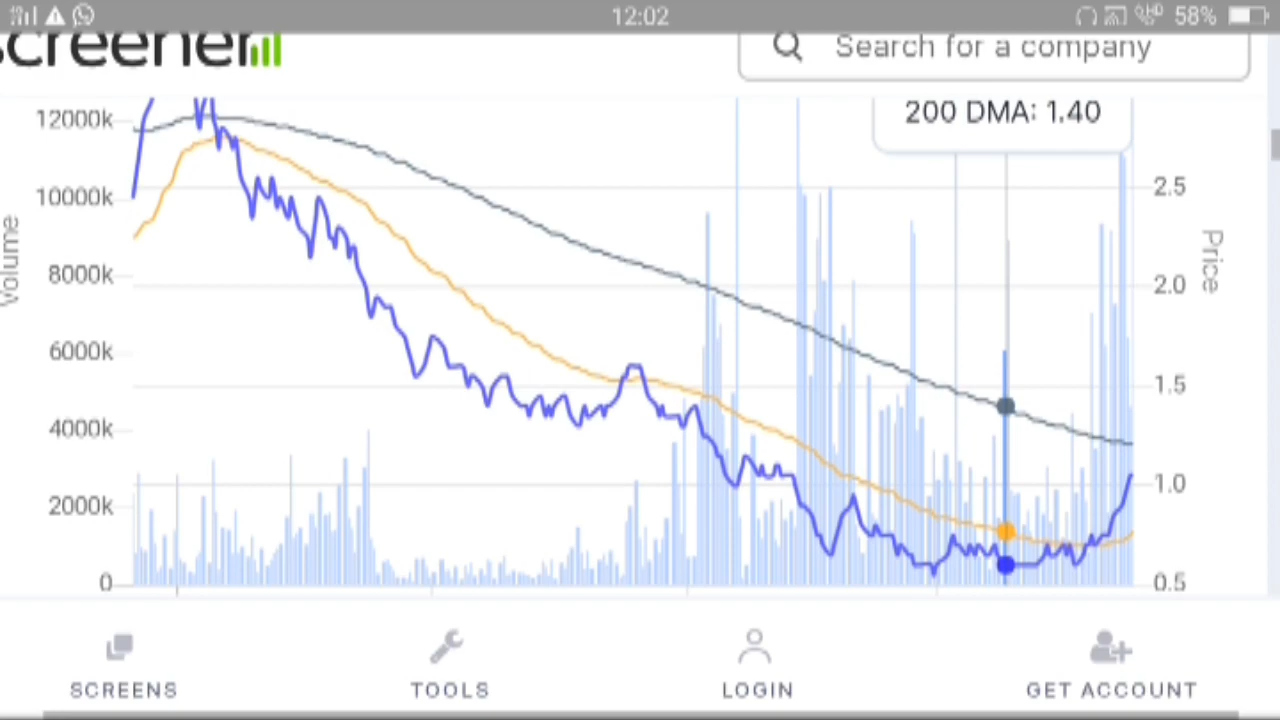 12:02
58%
screener
Search for a company
200 DMA: 1.40
12000k
10000k
8000k
6000k
4000k
2000k
0
Volume
2.5
2.0
1.5
1.0
0.5
Price
SCREENS
TOOLS
LOGIN
GET ACCOUNT